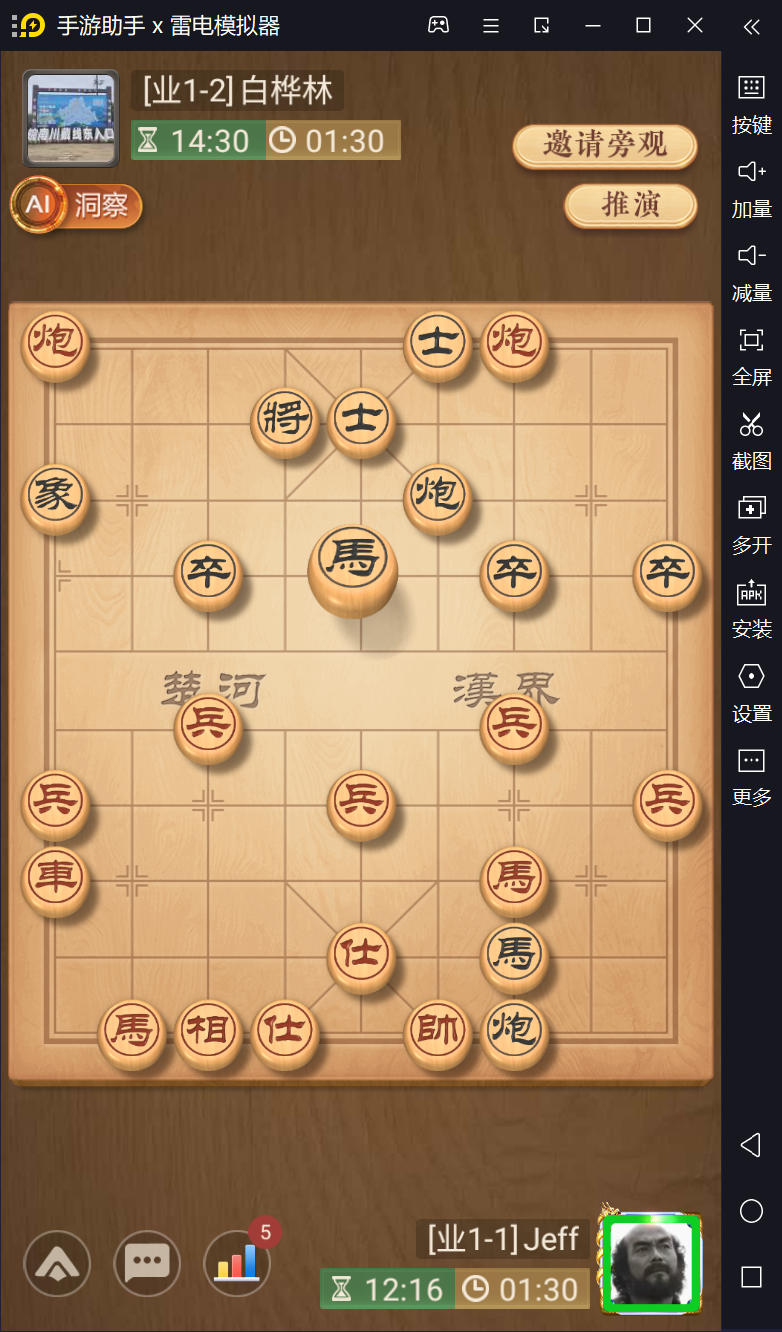 手游助手 x 雷电模拟器
[业1-2] 白桦林
14:30 01:30
邀请旁观
AI 洞察
推演
按键
加量
减量
全屏
截图
多开
APK
安装
设置
更多
炮 士 炮
將 士
象 炮
卒 馬 卒 卒
楚河 漢界
兵 兵
兵 兵 兵
車 馬
仕 馬
馬 相 仕 帥 炮
5
[业1-1] Jeff
12:16 01:30